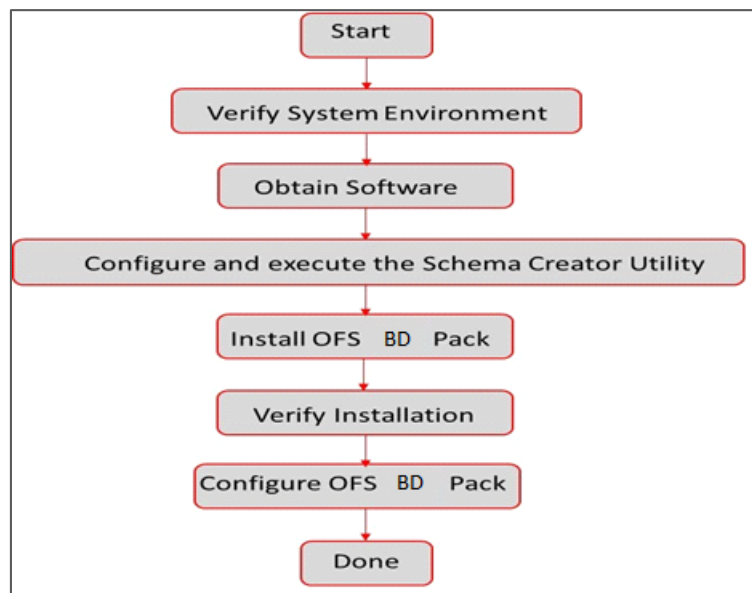 Start
Verify System Environment
Obtain Software
Configure and execute the Schema Creator Utility
Install OFS BD Pack
Verify Installation
Configure OFS BD Pack
Done